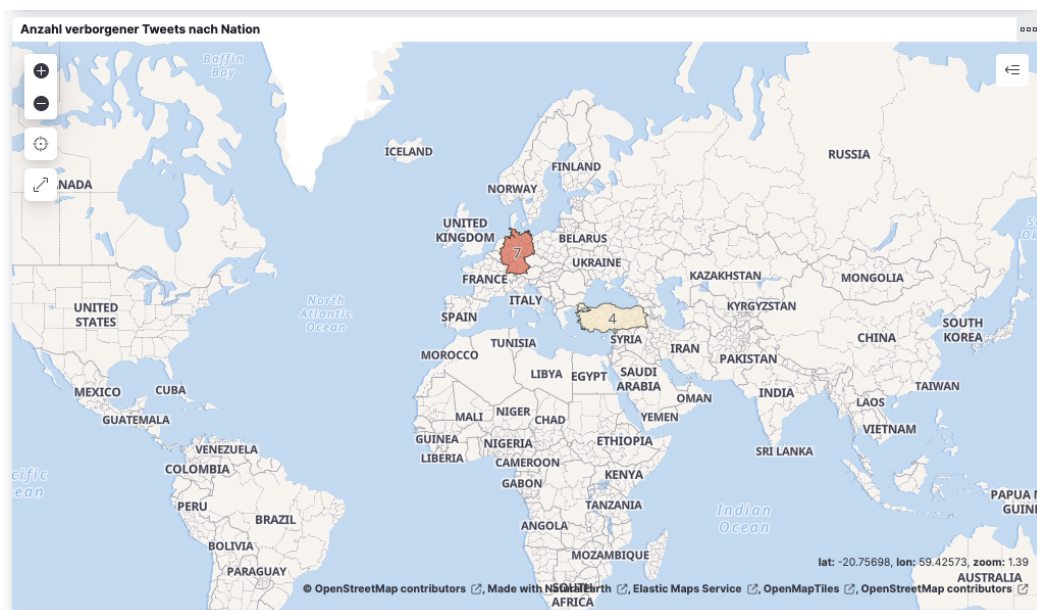 Anzahl verborgener Tweets nach Nation
Baffin
Bay
ICELAND
RUSSIA
FINLAND
NORWAY
UNITED
KINGDOM
BELARUS
7
UKRAINE
FRANCE
KAZAKHSTAN
MONGOLIA
North
Atlantic
Ocean
ITALY
UNITED
STATES
SPAIN
4
KYRGYZSTAN
SOUTH
KOREA
CHINA
TUNISIA
SYRIA
IRAN
MOROCCO
PAKISTAN
LIBYA
EGYPT
SAUDI
ARABIA
MEXICO
CUBA
OMAN
INDIA
TAIWAN
LAOS
GUATEMALA
MALI
NIGER
CHAD
YEMEN
VIETNAM
GUINEA
NIGERIA
ETHIOPIA
VENEZUELA
LIBERIA
SRI LANKA
COLOMBIA
CAMEROON
GABON
KENYA
PERU
TANZANIA
PAPUA
Indian
Ocean
BRAZIL
ANGOLA
BOLIVIA
MOZAMBIQUE
lat: -20.75698, lon: 59.42573, zoom: 1.39
PARAGUAY
AUSTRALIA
© OpenStreetMap contributors , Made with NaturalEarth , Elastic Maps Service , OpenMapTiles , OpenStreetMap contributors
SOUTH
AFRICA